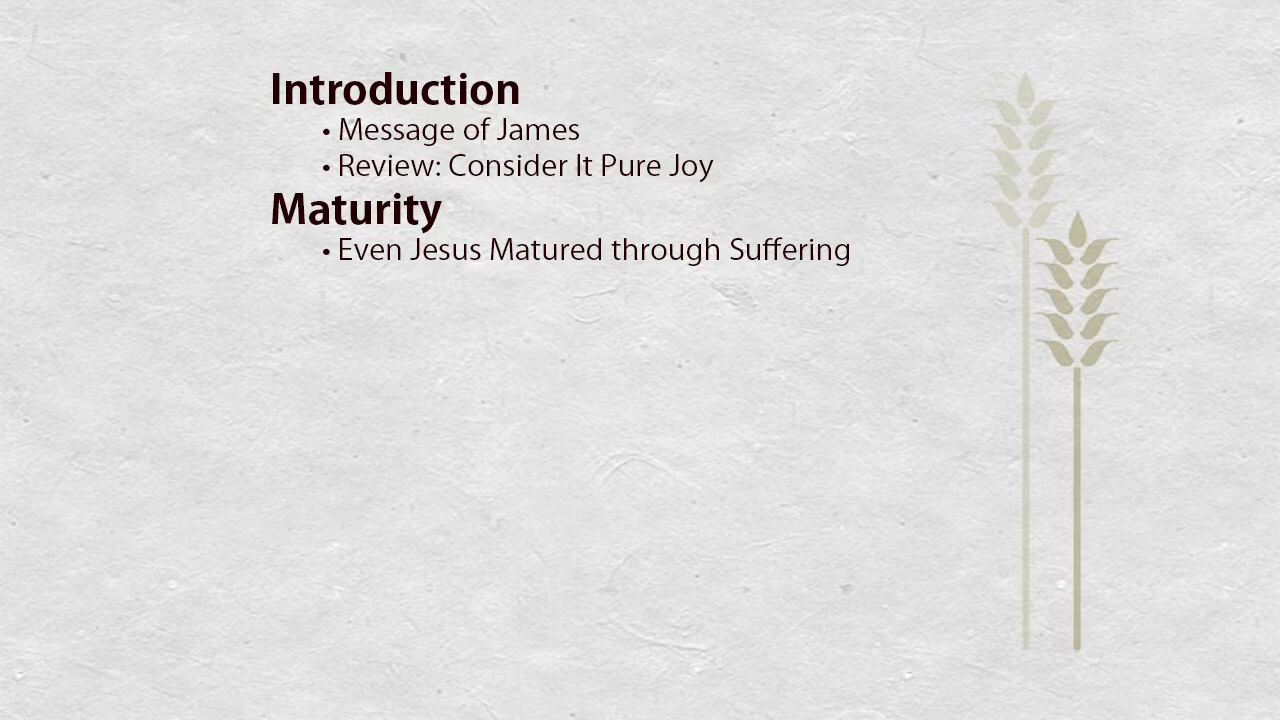 Introduction
• Message of James
• Review: Consider It Pure Joy
Maturity
• Even Jesus Matured through Suffering